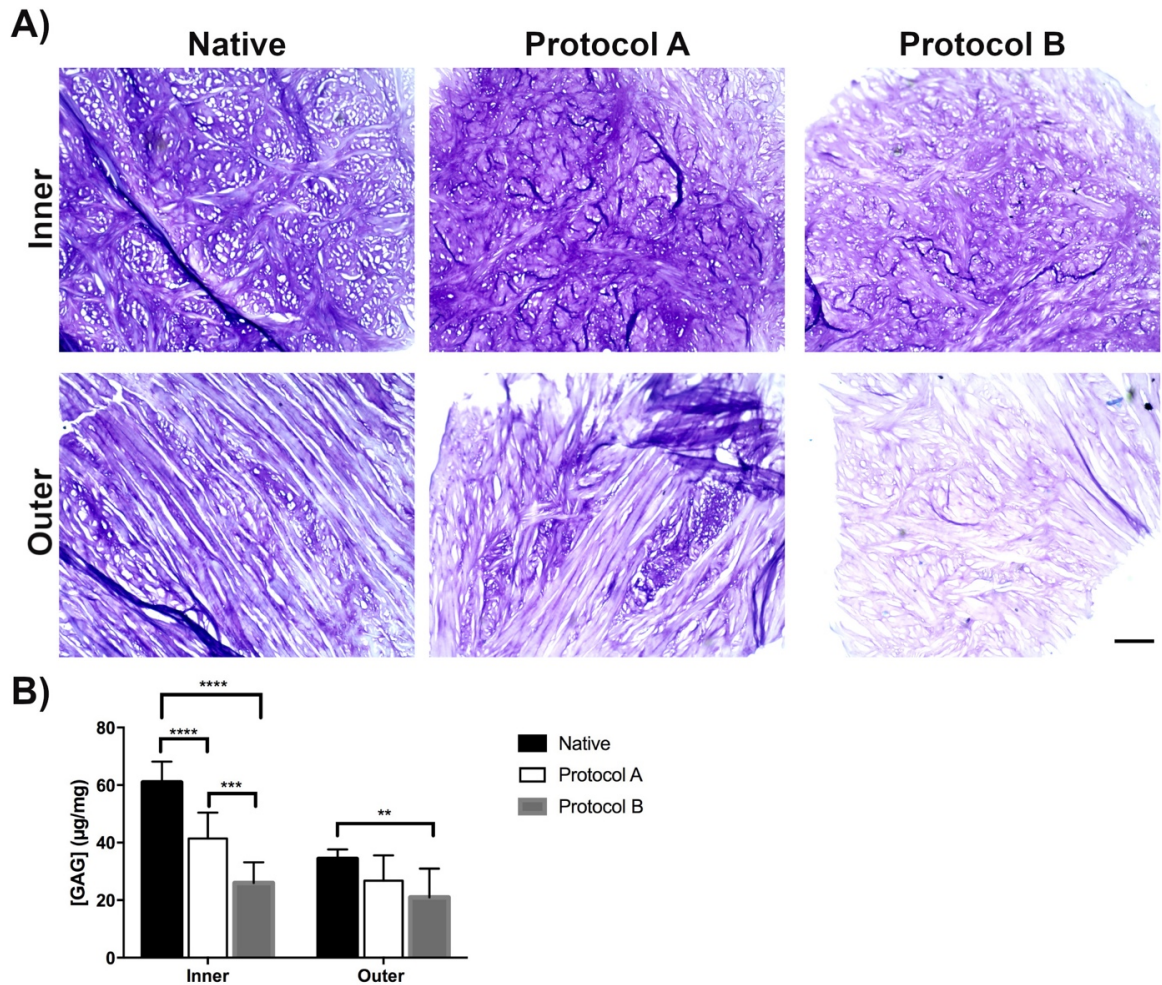 A)
Native Protocol A Protocol B
Inner
Outer
B)
****
****
***
**
80
60
40
20
0
[GAG] (µg/mg)
Inner Outer
Native
Protocol A
Protocol B